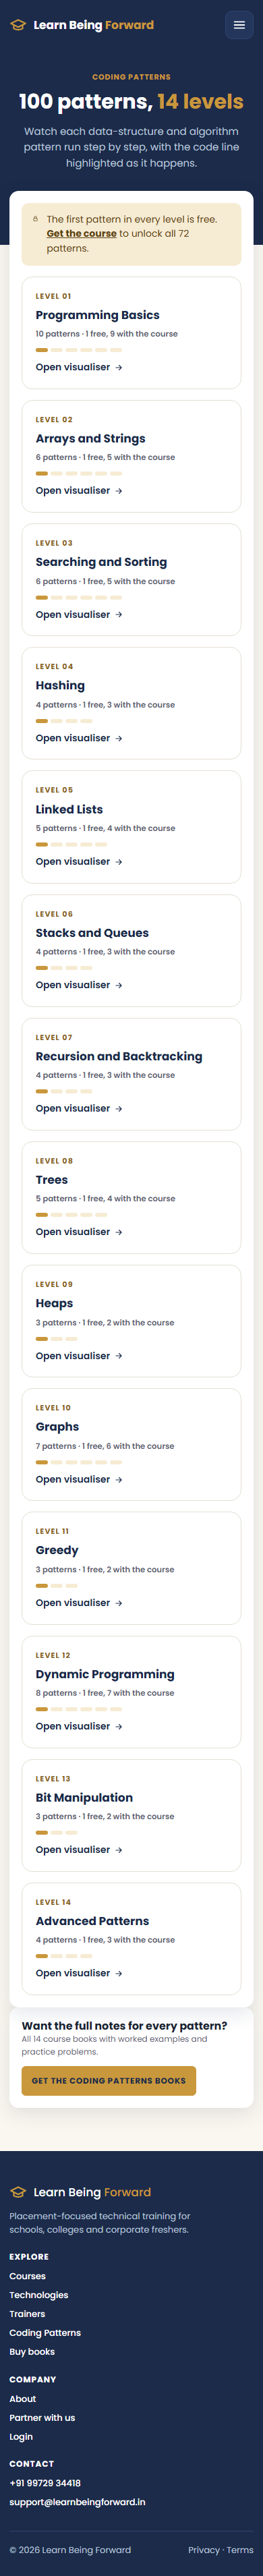 Learn Being Forward
CODING PATTERNS
100 patterns, 14 levels
Watch each data-structure and algorithm
pattern run step by step, with the code line
highlighted as it happens.
The first pattern in every level is free.
Get the course to unlock all 72
patterns.
LEVEL 01
Programming Basics
10 patterns · 1 free, 9 with the course
Open visualiser →
LEVEL 02
Arrays and Strings
6 patterns · 1 free, 5 with the course
Open visualiser →
LEVEL 03
Searching and Sorting
6 patterns · 1 free, 5 with the course
Open visualiser →
LEVEL 04
Hashing
4 patterns · 1 free, 3 with the course
Open visualiser →
LEVEL 05
Linked Lists
5 patterns · 1 free, 4 with the course
Open visualiser →
LEVEL 06
Stacks and Queues
4 patterns · 1 free, 3 with the course
Open visualiser →
LEVEL 07
Recursion and Backtracking
4 patterns · 1 free, 3 with the course
Open visualiser →
LEVEL 08
Trees
5 patterns · 1 free, 4 with the course
Open visualiser →
LEVEL 09
Heaps
3 patterns · 1 free, 2 with the course
Open visualiser →
LEVEL 10
Graphs
7 patterns · 1 free, 6 with the course
Open visualiser →
LEVEL 11
Greedy
3 patterns · 1 free, 2 with the course
Open visualiser →
LEVEL 12
Dynamic Programming
8 patterns · 1 free, 7 with the course
Open visualiser →
LEVEL 13
Bit Manipulation
3 patterns · 1 free, 2 with the course
Open visualiser →
LEVEL 14
Advanced Patterns
4 patterns · 1 free, 3 with the course
Open visualiser →
Want the full notes for every pattern?
All 14 course books with worked examples and
practice problems.
GET THE CODING PATTERNS BOOKS
Learn Being Forward
Placement-focused technical training for
schools, colleges and corporate freshers.
EXPLORE
Courses
Technologies
Trainers
Coding Patterns
Buy books
COMPANY
About
Partner with us
Login
CONTACT
+91 99729 34418
support@learnbeingforward.in
© 2026 Learn Being Forward
Privacy · Terms